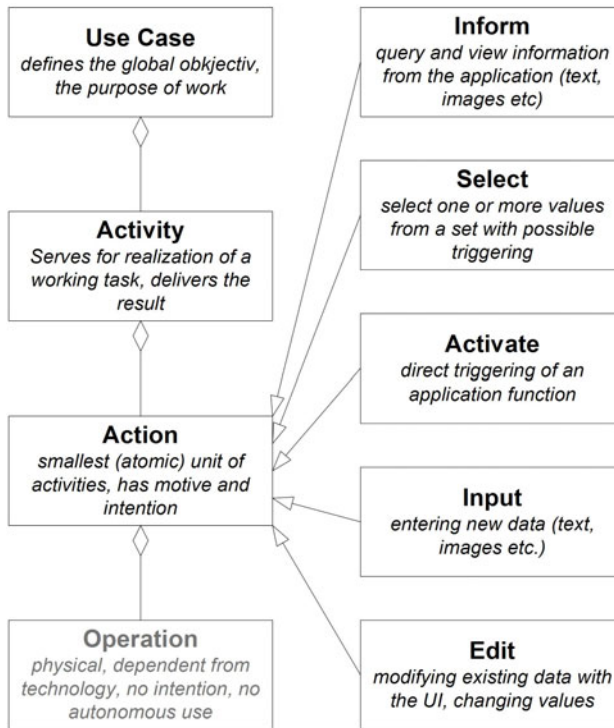 Use Case
defines the global obkjectiv,
the purpose of work
Activity
Serves for realization of a
working task, delivers the
result
Action
smallest (atomic) unit of
activities, has motive and
intention
Operation
physical, dependent from
technology, no intention, no
autonomous use
Inform
query and view information
from the application (text,
images etc)
Select
select one or more values
from a set with possible
triggering
Activate
direct triggering of an
application function
Input
entering new data (text,
images etc.)
Edit
modifying existing data with
the UI, changing values